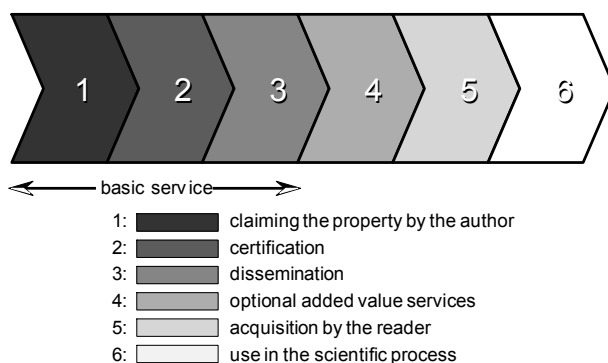 1 2 3 4 5 6
basic service
1: claiming the property by the author
2: certification
3: dissemination
4: optional added value services
5: acquisition by the reader
6: use in the scientific process